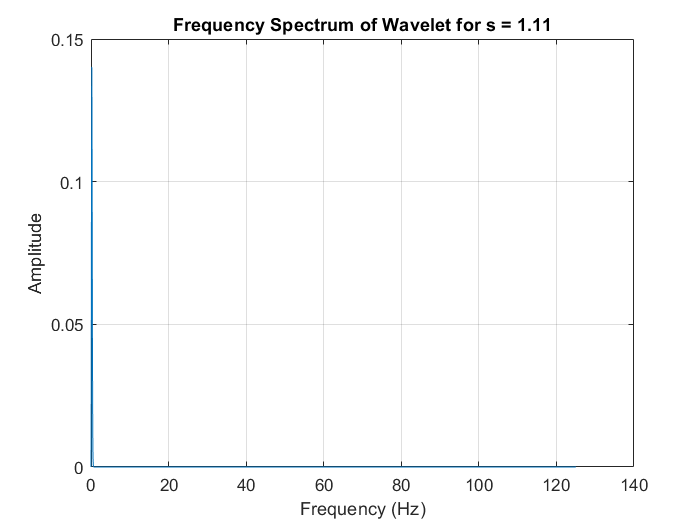 Frequency Spectrum of Wavelet for s = 1.11
0.15
0.1
0.05
0
Amplitude
0 20 40 60 80 100 120 140
Frequency (Hz)